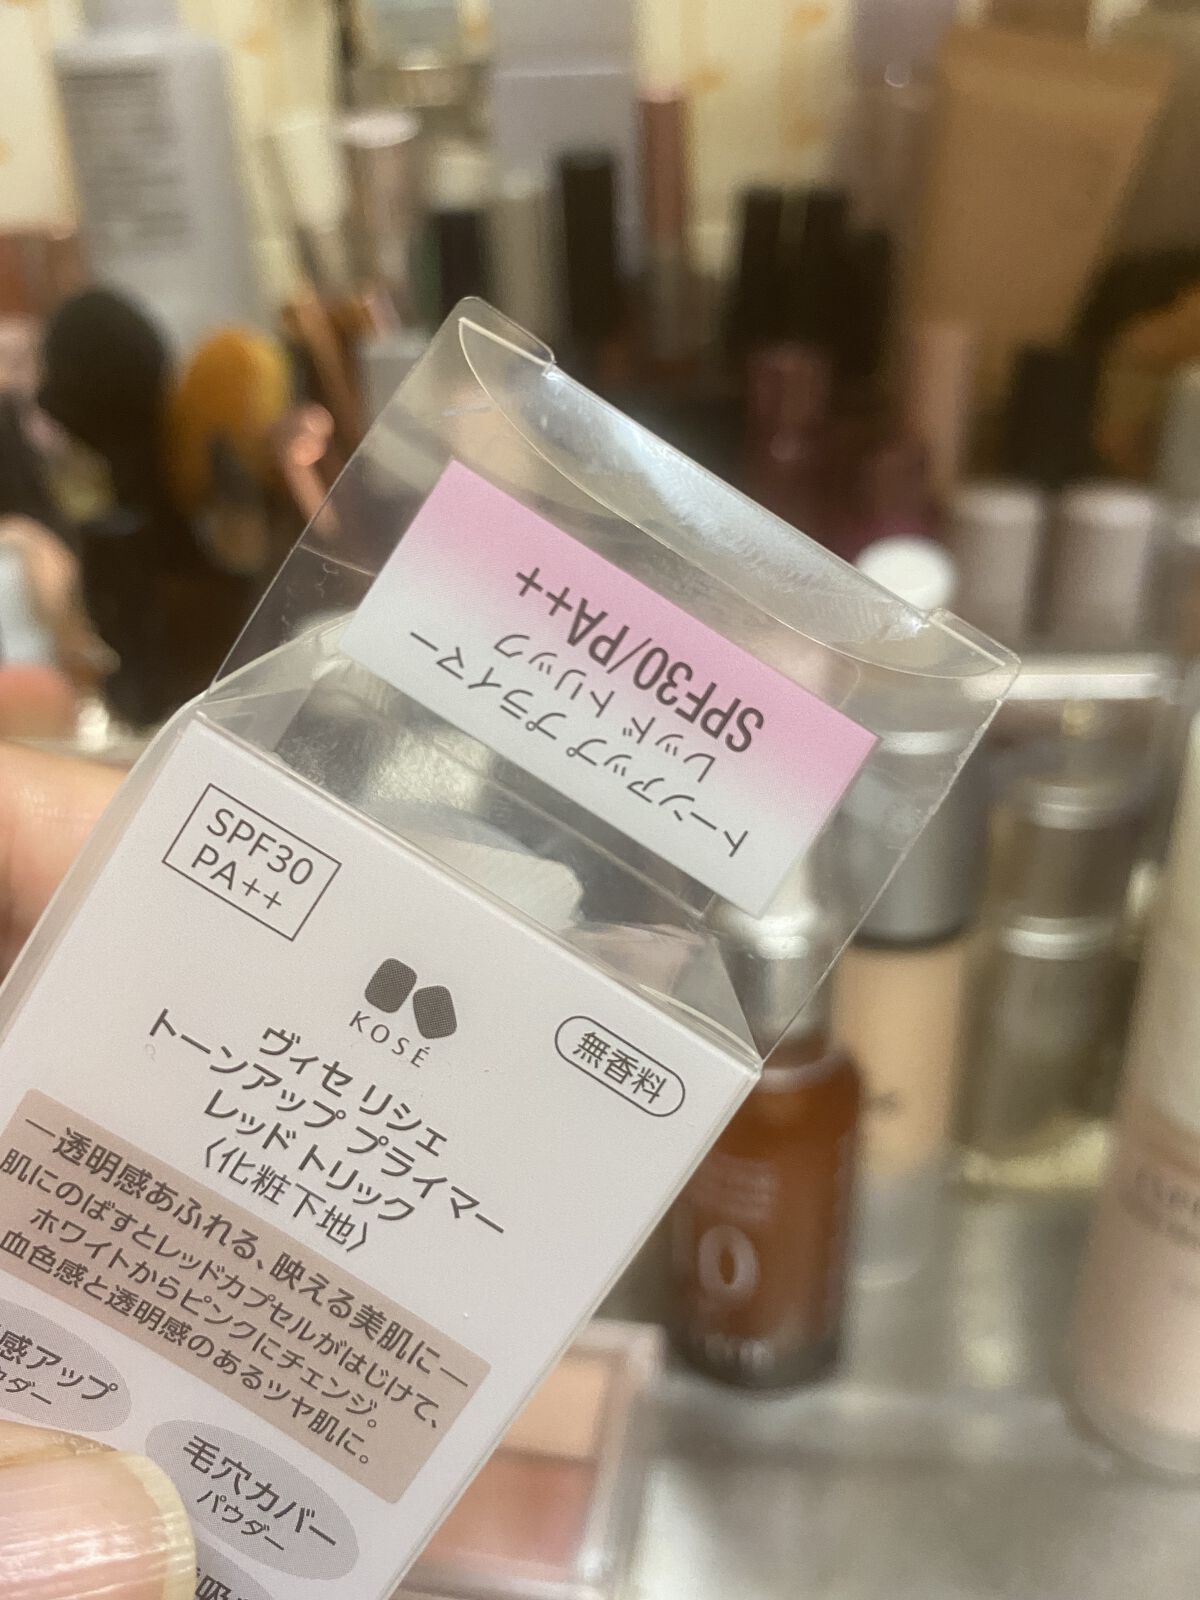 トーンアップ プライマー
レッド トリック
SPF30/PA++
SPF30
PA++
KOSÉ
無香料
ヴィセ リシェ
トーンアップ プライマー
レッド トリック
〈化粧下地〉
―透明感あふれる、映える美肌に―
肌にのばすとレッドカプセルがはじけて、
ホワイトからピンクにチェンジ。
血色感と透明感のあるツヤ肌に。
感アップ
ダー
毛穴カバー
パウダー
吸